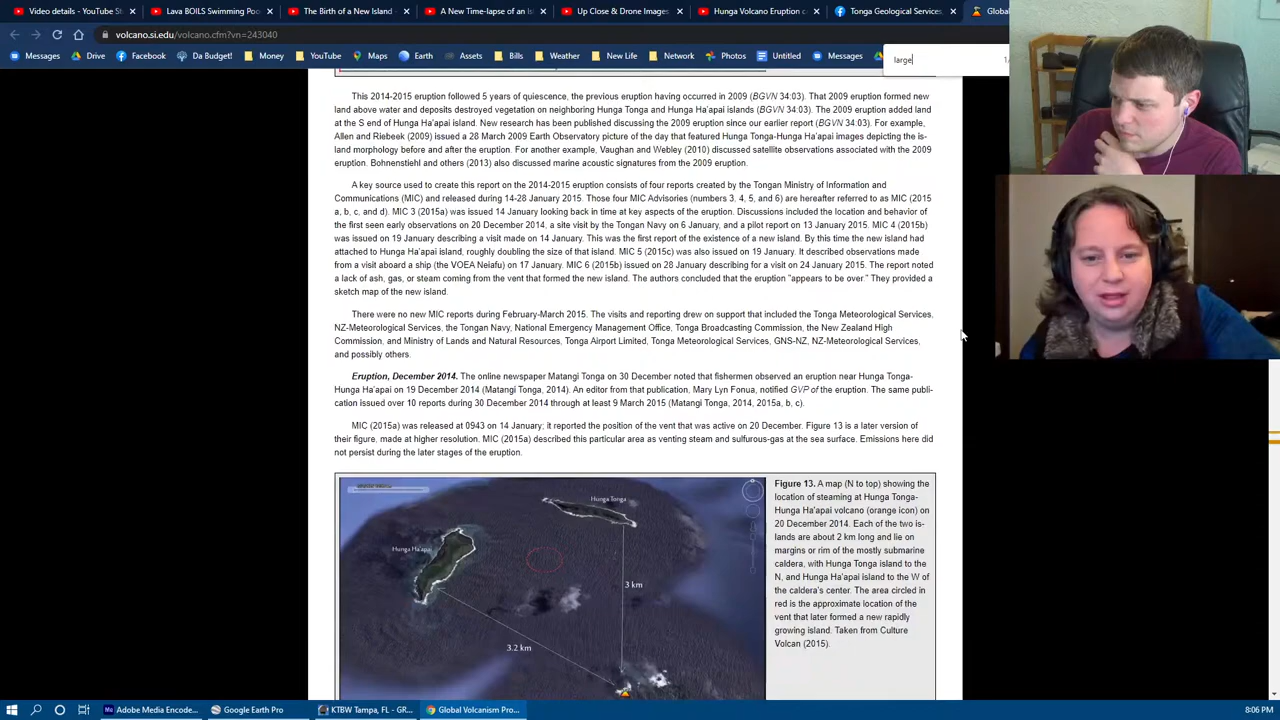 Video details - YouTub
Lava BOILS Swimming Poo
The Birth of a New Island -
A New Time-lapse of an Is
Up Close & Drone Images
Hunga Volcano Eruption c
Tonga Geological Services,
Glob
volcano.si.edu/volcano.cfm?vn=243040
Messages
Drive
Facebook
Da Budget!
Money
YouTube
Maps
Earth
Assets
Bills
Weather
New Life
Network
Photos
Untitled
Messages
large
This 2014-2015 eruption followed 5 years of quiescence, the previous eruption having occurred in 2009 (BGVN 34:03). That 2009 eruption formed new
land above water and deposits destroyed vegetation on neighboring Hunga Tonga and Hunga Ha'apai islands (BGVN 34:03). The 2009 eruption added land
at the S end of Hunga Ha'apai island. New research has been published discussing the 2009 eruption since our earlier report (BGVN 34:03). For example,
Allen and Riebeek (2009) issued a 28 March 2009 Earth Observatory picture of the day that featured Hunga Tonga-Hunga Ha'apai images depicting the is-
land morphology before and after the eruption. For another example, Vaughan and Webley (2010) discussed satellite observations associated with the 2009
eruption. Bohnenstiehl and others (2013) also discussed marine acoustic signatures from the 2009 eruption.
A key source used to create this report on the 2014-2015 eruption consists of four reports created by the Tongan Ministry of Information and
Communications (MIC) and released during 14-28 January 2015. Those four MIC Advisories (numbers 3, 4, 5, and 6) are hereafter referred to as MIC (2015
a, b, c, and d). MIC 3 (2015a) was issued 14 January looking back in time at key aspects of the eruption. Discussions included the location and behavior of
the first seen early observations on 20 December 2014, a site visit by the Tongan Navy on 6 January, and a pilot report on 13 January 2015. MIC 4 (2015b)
was issued on 19 January describing a visit made on 14 January. This was the first report of the existence of a new island. By this time the new island had
attached to Hunga Ha'apai island, roughly doubling the size of that island. MIC 5 (2015c) was also issued on 19 January. It described observations made
from a visit aboard a ship (the VOEA Neiafu) on 17 January. MIC 6 (2015b) issued on 28 January describing for a visit on 24 January 2015. The report noted
a lack of ash, gas, or steam coming from the vent that formed the new island. The authors concluded that the eruption "appears to be over." They provided a
sketch map of the new island.
There were no new MIC reports during February-March 2015. The visits and reporting drew on support that included the Tonga Meteorological Services,
NZ-Meteorological Services, the Tongan Navy, National Emergency Management Office, Tonga Broadcasting Commission, the New Zealand High
Commission, and Ministry of Lands and Natural Resources, Tonga Airport Limited, Tonga Meteorological Services, GNS-NZ, NZ-Meteorological Services,
and possibly others.
Eruption, December 2014. The online newspaper Matangi Tonga on 30 December noted that fishermen observed an eruption near Hunga Tonga-
Hunga Ha'apai on 19 December 2014 (Matangi Tonga, 2014). An editor from that publication, Mary Lyn Fonua, notified GVP of the eruption. The same publi-
cation issued over 10 reports during 30 December 2014 through at least 9 March 2015 (Matangi Tonga, 2014, 2015a, b, c).
MIC (2015a) was released at 0943 on 14 January; it reported the position of the vent that was active on 20 December. Figure 13 is a later version of
their figure, made at higher resolution. MIC (2015a) described this particular area as venting steam and sulfurous-gas at the sea surface. Emissions here did
not persist during the later stages of the eruption.
Hunga Tonga
Hunga Ha'apai
3 km
3.2 km
Figure 13. A map (N to top) showing the
location of steaming at Hunga Tonga-
Hunga Ha'apai volcano (orange icon) on
20 December 2014. Each of the two is-
lands are about 2 km long and lie on
margins or rim of the mostly submarine
caldera, with Hunga Tonga island to the
N, and Hunga Ha'apai island to the W of
the caldera's center. The area circled in
red is the approximate location of the
vent that later formed a new rapidly
growing island. Taken from Culture
Volcan (2015).
Adobe Media Encode...
Google Earth Pro
KTBW Tampa, FL - GR...
Global Volcanism Pro...
8:06 PM